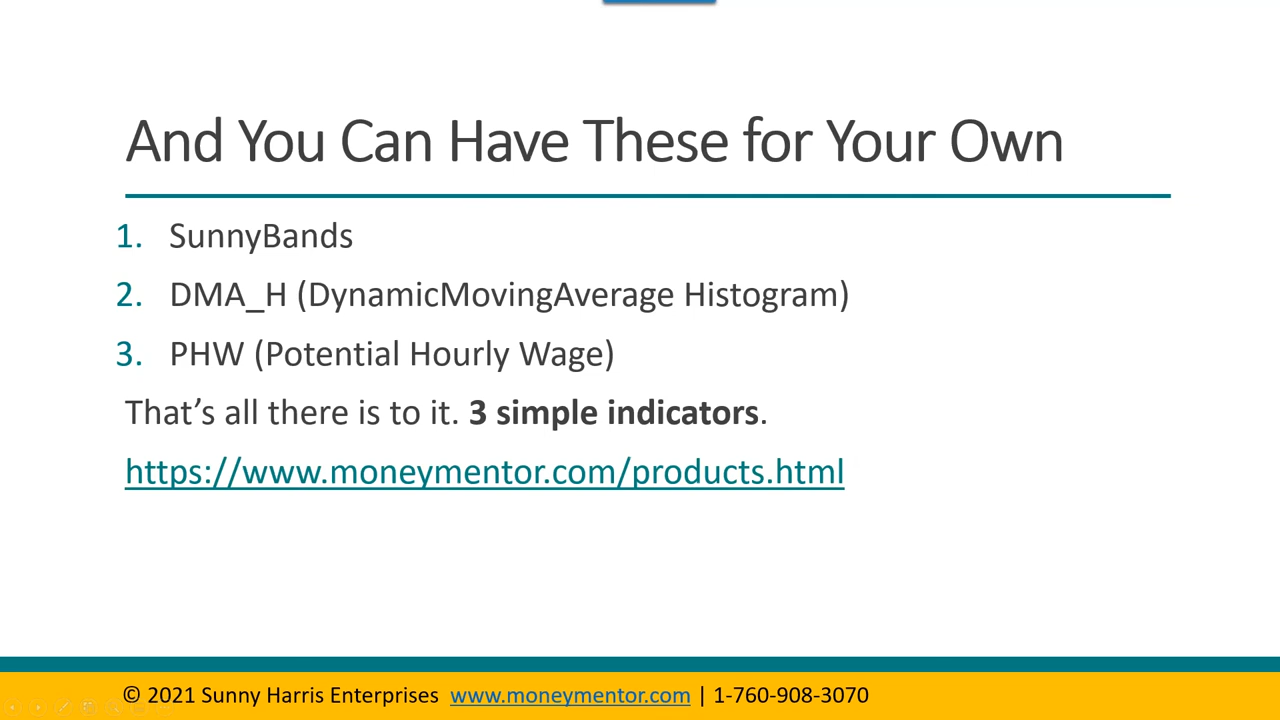 And You Can Have These for Your Own
1. SunnyBands
2. DMA_H (DynamicMovingAverage Histogram)
3. PHW (Potential Hourly Wage)
That’s all there is to it. 3 simple indicators.
https://www.moneymentor.com/products.html
© 2021 Sunny Harris Enterprises www.moneymentor.com | 1-760-908-3070